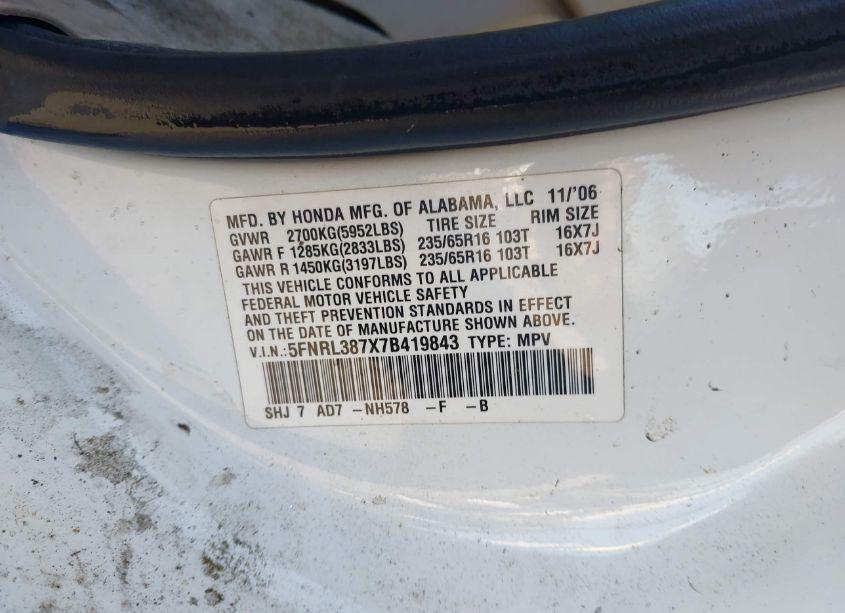 MFD. BY HONDA MFG. OF ALABAMA, LLC 11/'06
GVWR 2700KG(5952LBS) TIRE SIZE RIM SIZE
GAWR F 1285KG(2833LBS) 235/65R16 103T 16X7J
GAWR R 1450KG(3197LBS) 235/65R16 103T 16X7J
THIS VEHICLE CONFORMS TO ALL APPLICABLE
FEDERAL MOTOR VEHICLE SAFETY
AND THEFT PREVENTION STANDARDS IN EFFECT
ON THE DATE OF MANUFACTURE SHOWN ABOVE.
V.I.N.:5FNRL387X7B419843 TYPE: MPV
SHJ 7 AD7 -NH578 -F -B